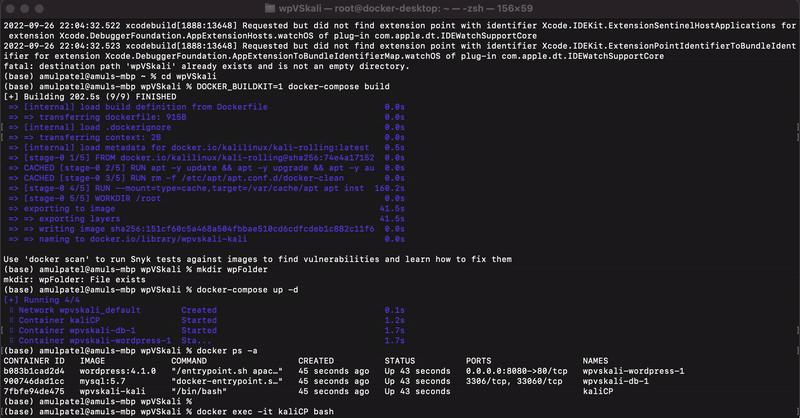 wpVSkali — root@docker-desktop: ~ — -zsh — 156×59
2022-09-26 22:04:32.522 xcodebuild[1888:13648] Requested but did not find extension point with identifier Xcode.IDEKit.ExtensionSentinelHostApplications for
extension Xcode.DebuggerFoundation.AppExtensionHosts.watchOS of plug-in com.apple.dt.IDEWatchSupportCore
2022-09-26 22:04:32.523 xcodebuild[1888:13648] Requested but did not find extension point with identifier Xcode.IDEKit.ExtensionPointIdentifierToBundleIdent
ifier for extension Xcode.DebuggerFoundation.AppExtensionToBundleIdentifierMap.watchOS of plug-in com.apple.dt.IDEWatchSupportCore
fatal: destination path 'wpVSkali' already exists and is not an empty directory.
(base) amulpatel@amuls-mbp ~ % cd wpVSkali
(base) amulpatel@amuls-mbp wpVSkali % DOCKER_BUILDKIT=1 docker-compose build
[+] Building 202.5s (9/9) FINISHED
=> [internal] load build definition from Dockerfile 0.0s
=> => transferring dockerfile: 915B 0.0s
=> [internal] load .dockerignore 0.0s
=> => transferring context: 2B 0.0s
=> [internal] load metadata for docker.io/kalilinux/kali-rolling:latest 0.5s
=> [stage-0 1/5] FROM docker.io/kalilinux/kali-rolling@sha256:74e4a17152 0.0s
=> CACHED [stage-0 2/5] RUN apt -y update && apt -y upgrade && apt -y au 0.0s
=> CACHED [stage-0 3/5] RUN rm -f /etc/apt/apt.conf.d/docker-clean 0.0s
=> [stage-0 4/5] RUN --mount=type=cache,target=/var/cache/apt apt inst 160.2s
=> [stage-0 5/5] WORKDIR /root 0.0s
=> exporting to image 41.5s
=> => exporting layers 41.5s
=> => writing image sha256:151cf60c5a468a504fbbae510cd6cdfcdeb1c882c11f6 0.0s
=> => naming to docker.io/library/wpvskali-kali 0.0s
Use 'docker scan' to run Snyk tests against images to find vulnerabilities and learn how to fix them
(base) amulpatel@amuls-mbp wpVSkali % mkdir wpFolder
mkdir: wpFolder: File exists
(base) amulpatel@amuls-mbp wpVSkali % docker-compose up -d
[+] Running 4/4
⠿ Network wpvskali_default Created 0.1s
⠿ Container kaliCP Started 1.2s
⠿ Container wpvskali-db-1 Started 1.7s
⠿ Container wpvskali-wordpress-1 Sta... 1.7s
(base) amulpatel@amuls-mbp wpVSkali % docker ps -a
CONTAINER ID IMAGE COMMAND CREATED STATUS PORTS NAMES
b083b1cad2d4 wordpress:4.1.0 "/entrypoint.sh apac…" 45 seconds ago Up 43 seconds 0.0.0.0:8080->80/tcp wpvskali-wordpress-1
900746dad1cc mysql:5.7 "docker-entrypoint.s…" 45 seconds ago Up 43 seconds 3306/tcp, 33060/tcp wpvskali-db-1
7fbfe94de475 wpvskali-kali "/bin/bash" 45 seconds ago Up 43 seconds kaliCP
(base) amulpatel@amuls-mbp wpVSkali %
(base) amulpatel@amuls-mbp wpVSkali % docker exec -it kaliCP bash